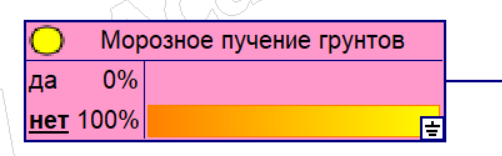 Морозное пучение грунтов
да 0%
нет 100%